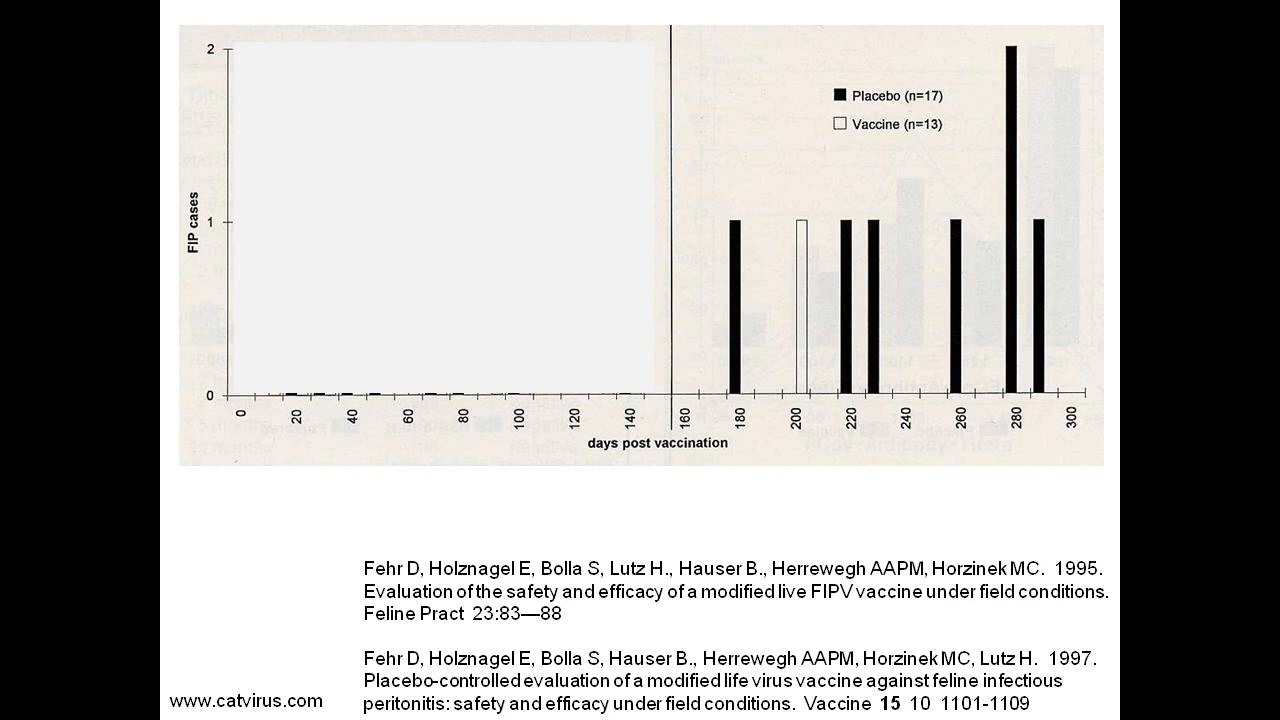 2
Placebo (n=17)
Vaccine (n=13)
FIP cases
1
0
0 20 40 60 80 100 120 140 160 180 200 220 240 260 280 300
days post vaccination
Fehr D, Holznagel E, Bolla S, Lutz H., Hauser B., Herrewegh AAPM, Horzinek MC. 1995.
Evaluation of the safety and efficacy of a modified live FIPV vaccine under field conditions.
Feline Pract 23:83—88
Fehr D, Holznagel E, Bolla S, Hauser B., Herrewegh AAPM, Horzinek MC, Lutz H. 1997.
Placebo-controlled evaluation of a modified life virus vaccine against feline infectious
peritonitis: safety and efficacy under field conditions. Vaccine 15 10 1101-1109
www.catvirus.com